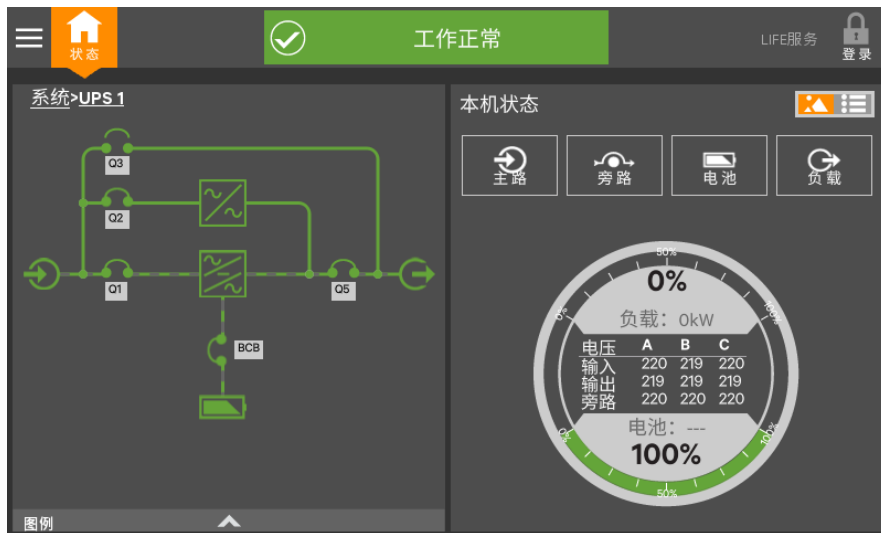 状态
工作正常
LIFE服务
登录
系统>UPS 1
Q3
Q2
Q1
Q5
BCB
图例
本机状态
主路
旁路
电池
负载
50%
0%
100%
0%
负载: 0kW
电压 A B C
输入 220 219 220
输出 219 219 219
旁路 220 220 220
电池: ---
100%
0%
100%
50%